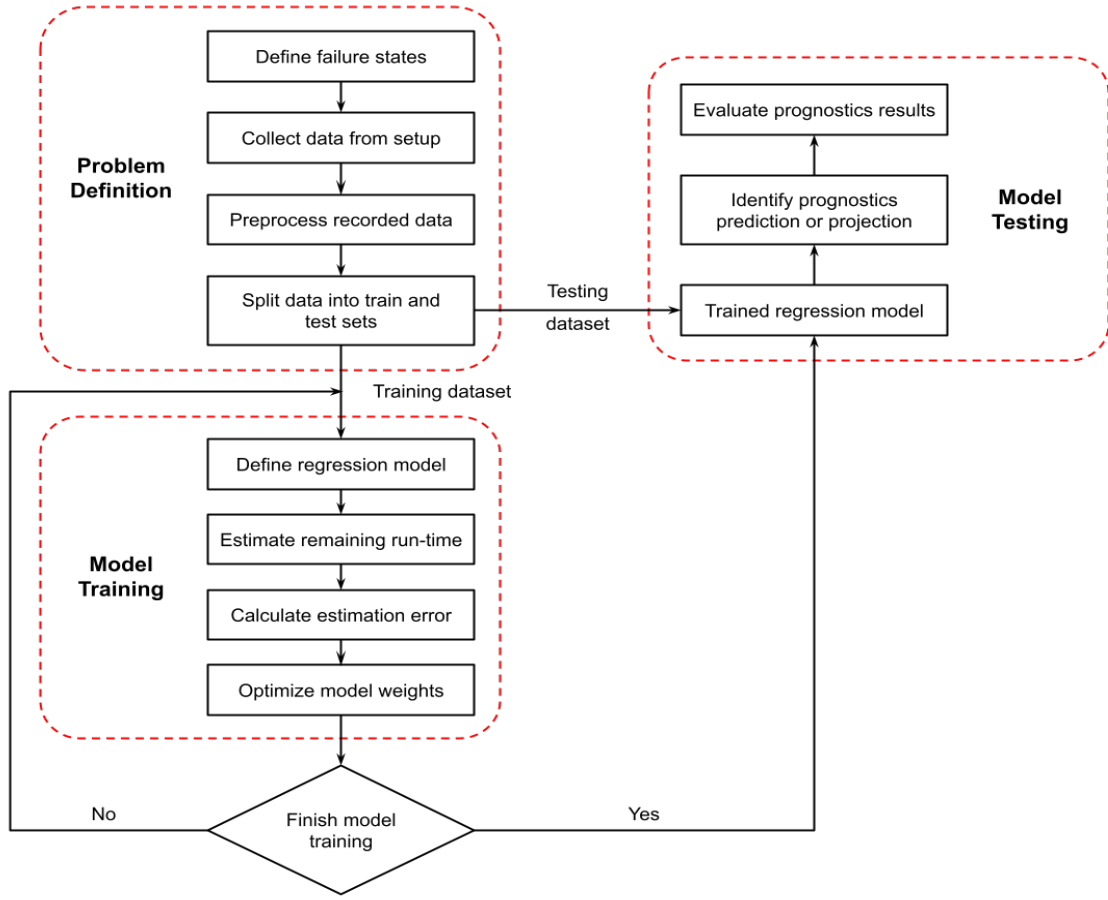 Define failure states
Collect data from setup
Problem
Definition
Preprocess recorded data
Split data into train and
test sets
Testing
dataset
Training dataset
Evaluate prognostics results
Identify prognostics
prediction or projection
Model
Testing
Trained regression model
Define regression model
Estimate remaining run-time
Model
Training
Calculate estimation error
Optimize model weights
Finish model
training
No
Yes